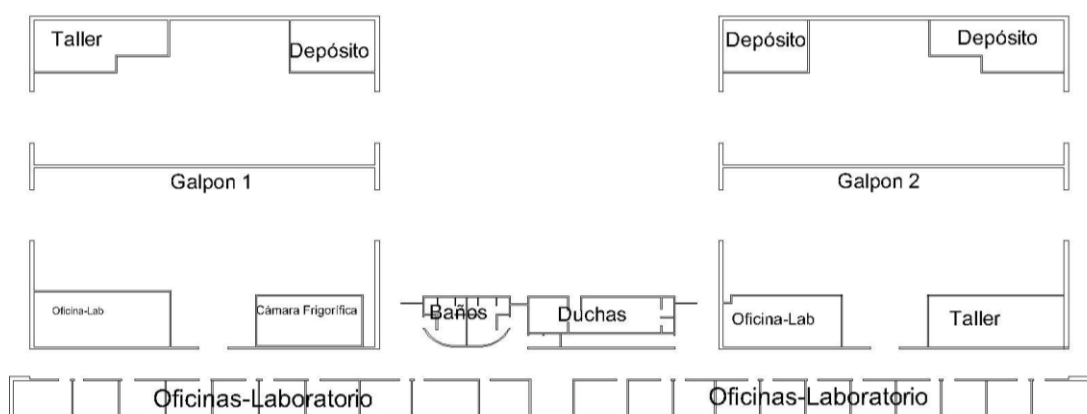 Taller
Depósito
Depósito
Depósito
Galpon 1
Galpon 2
Oficina-Lab
Cámara Frigorífica
Baños
Duchas
Oficina-Lab
Taller
Oficinas-Laboratorio
Oficinas-Laboratorio